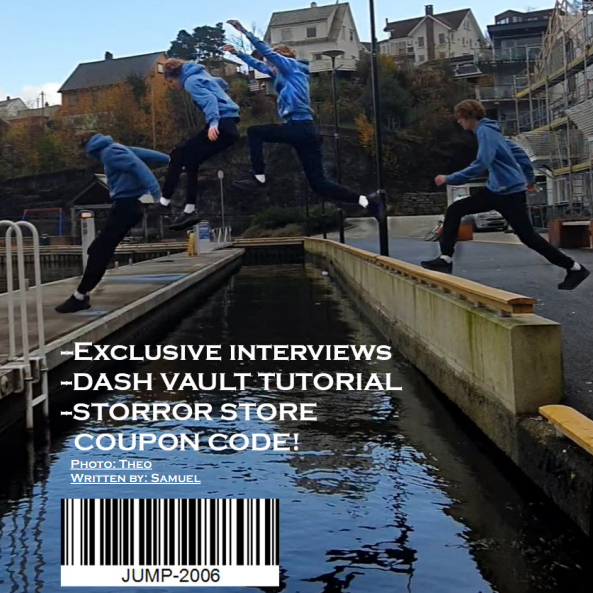 -Exclusive interviews
-DASH VAULT TUTORIAL
-STORROR STORE
COUPON CODE!
Photo: Theo
Written by: Samuel
JUMP-2006